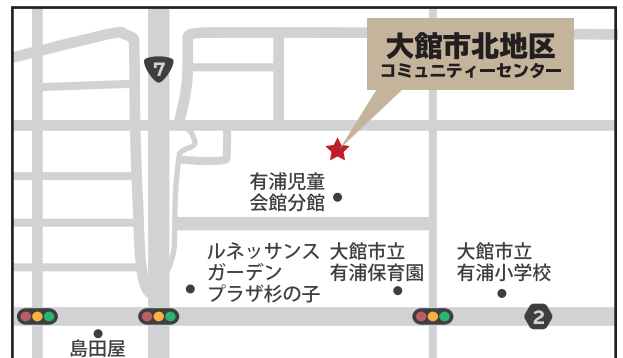 大館市北地区
コミュニティーセンター
7
有浦児童
会館分館
ルネッサンス
ガーデン
プラザ杉の子
大館市立
有浦保育園
大館市立
有浦小学校
2
島田屋